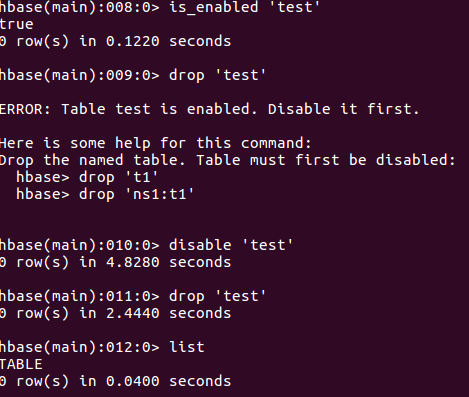 hbase(main):008:0> is_enabled 'test'
true
0 row(s) in 0.1220 seconds
hbase(main):009:0> drop 'test'
ERROR: Table test is enabled. Disable it first.
Here is some help for this command:
Drop the named table. Table must first be disabled:
  hbase> drop 't1'
  hbase> drop 'ns1:t1'
hbase(main):010:0> disable 'test'
0 row(s) in 4.8280 seconds
hbase(main):011:0> drop 'test'
0 row(s) in 2.4440 seconds
hbase(main):012:0> list
TABLE
0 row(s) in 0.0400 seconds